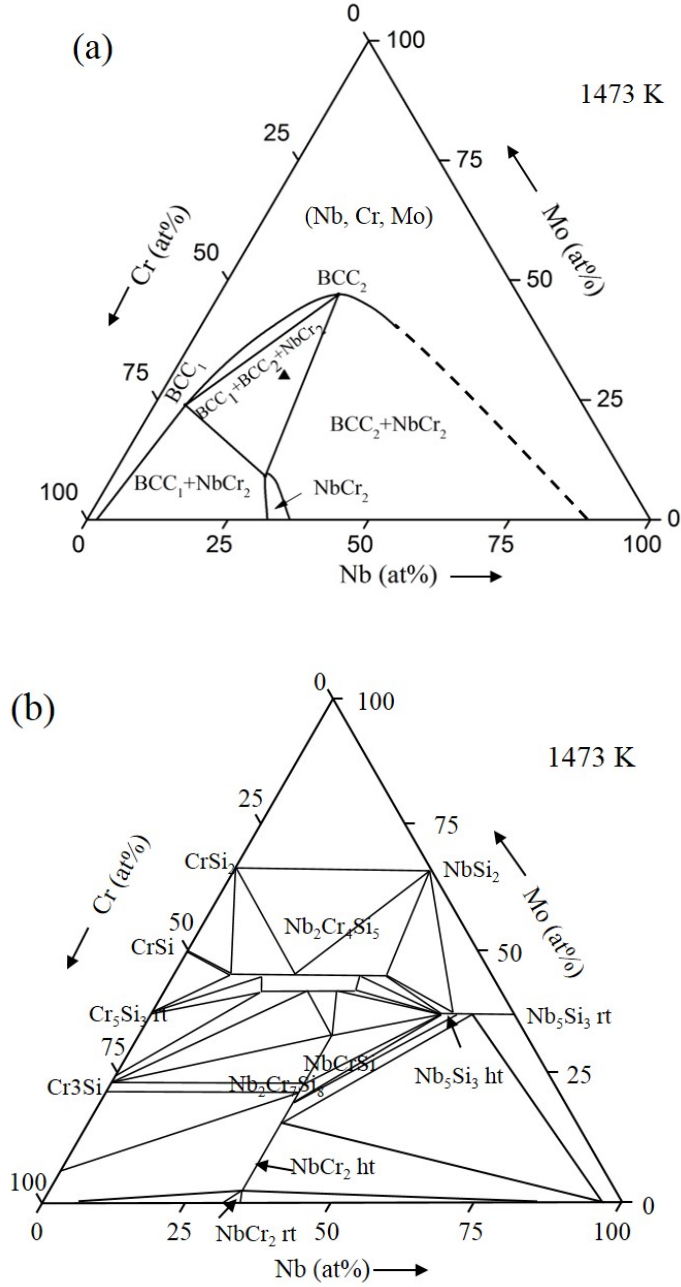 (a)
0
100
1473 K
25
75
(Nb, Cr, Mo)
Cr (at%)
Mo (at%)
50
BCC₂
50
BCC₁+BCC₂+NbCr₂
75
BCC₁
25
BCC₂+NbCr₂
BCC₁+NbCr₂
NbCr₂
100
0
0
25
50
75
100
Nb (at%)
(b)
0
100
1473 K
25
75
CrSi₂
NbSi₂
Cr (at%)
Mo (at%)
Nb₂Cr₄Si₅
50
50
CrSi
Cr₅Si₃ rt
Nb₅Si₃ rt
75
NbCrSi
Nb₅Si₃ ht
25
Cr3Si
Nb₂Cr₇Si₈
NbCr₂ ht
100
0
0
25
NbCr₂ rt
50
75
100
Nb (at%)